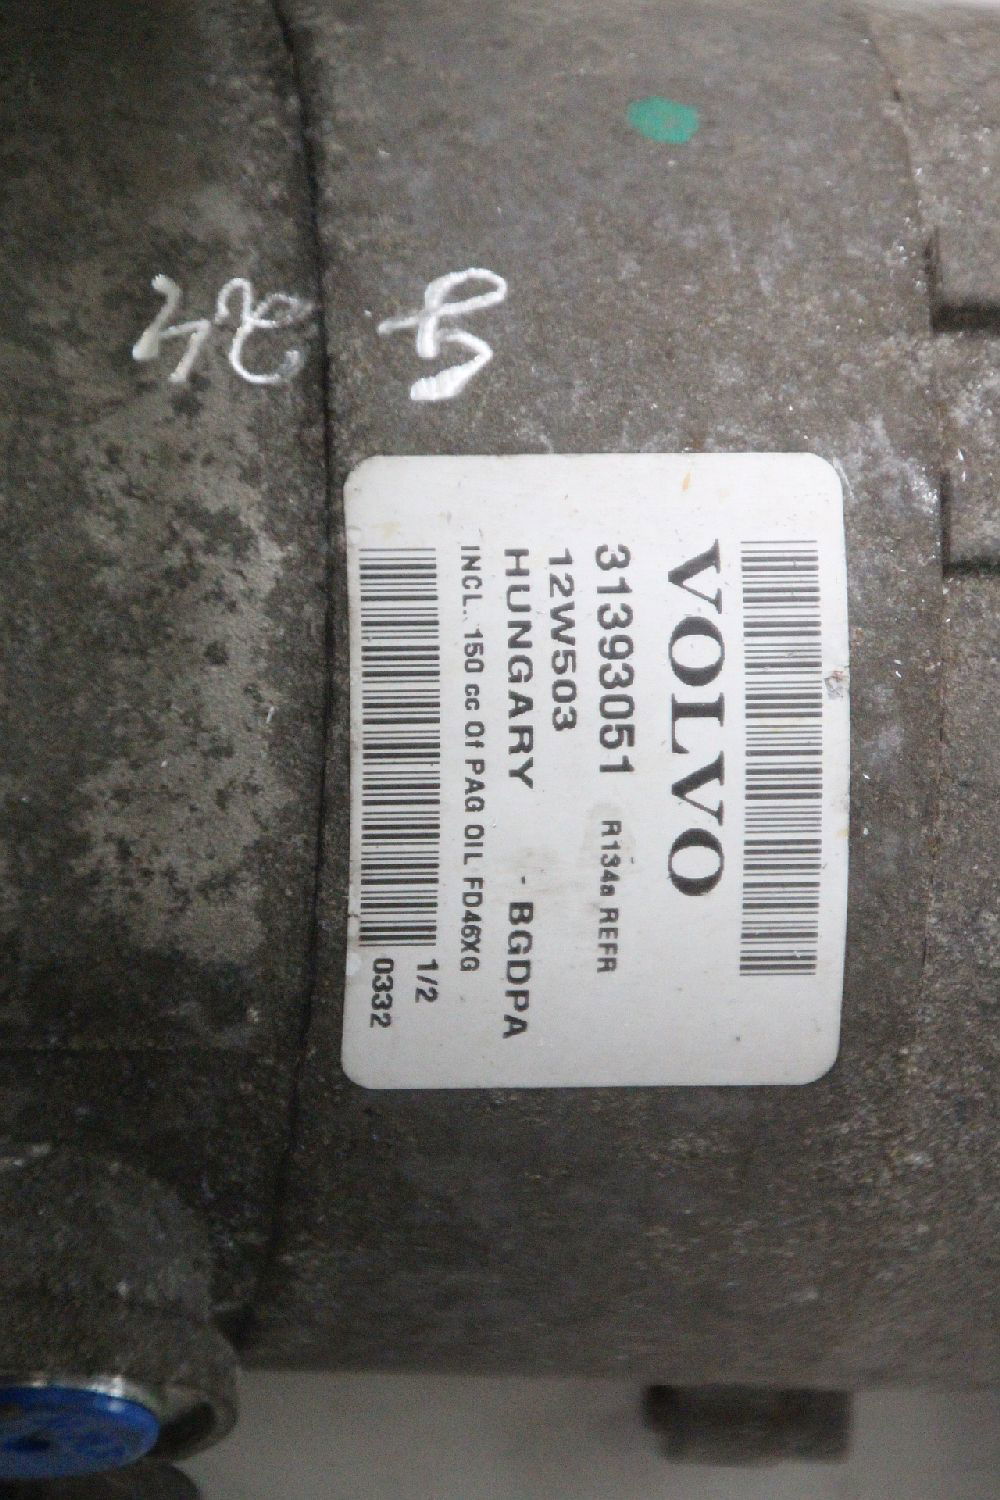 VOLVO
31393051 R134a REFR
12W503
HUNGARY - BGDPA
INCL. 150 cc Of PAG OIL FD46XG
1/2
0332